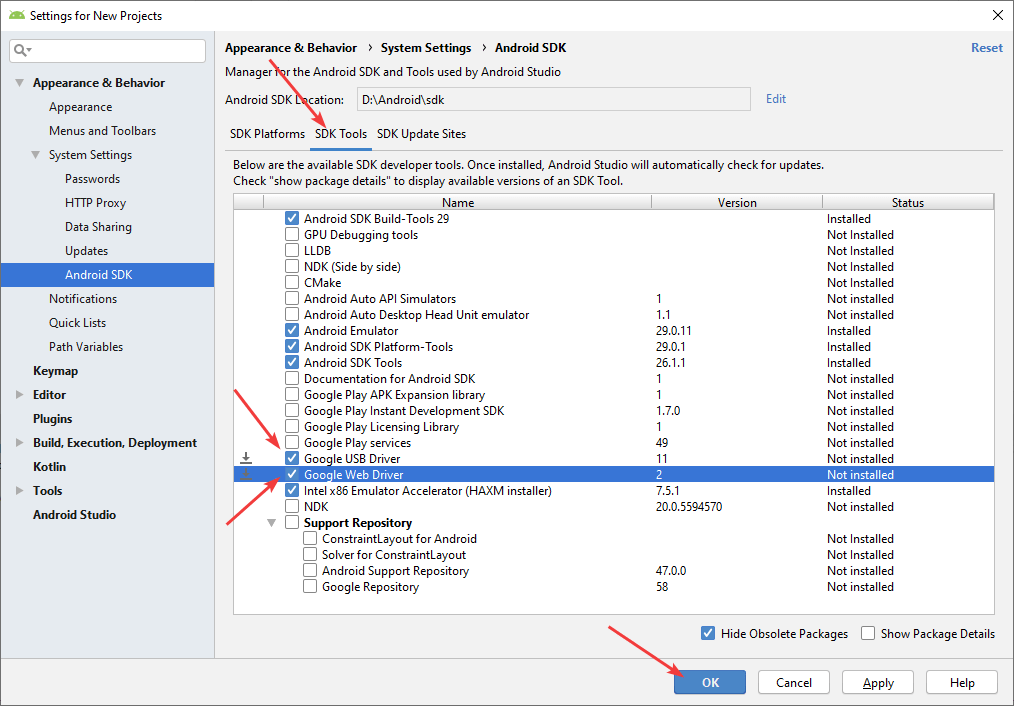 Settings for New Projects
Appearance & Behavior
Appearance
Menus and Toolbars
System Settings
Passwords
HTTP Proxy
Data Sharing
Updates
Android SDK
Notifications
Quick Lists
Path Variables
Keymap
Editor
Plugins
Build, Execution, Deployment
Kotlin
Tools
Android Studio
Appearance & Behavior › System Settings › Android SDK Reset
Manager for the Android SDK and Tools used by Android Studio
Android SDK Location: D:\Android\sdk Edit
SDK Platforms SDK Tools SDK Update Sites
Below are the available SDK developer tools. Once installed, Android Studio will automatically check for updates.
Check "show package details" to display available versions of an SDK Tool.
Name Version Status
Android SDK Build-Tools 29 Installed
GPU Debugging tools Not Installed
LLDB Not Installed
NDK (Side by side) Not Installed
CMake Not Installed
Android Auto API Simulators 1 Not installed
Android Auto Desktop Head Unit emulator 1.1 Not installed
Android Emulator 29.0.11 Installed
Android SDK Platform-Tools 29.0.1 Installed
Android SDK Tools 26.1.1 Installed
Documentation for Android SDK 1 Not installed
Google Play APK Expansion library 1 Not installed
Google Play Instant Development SDK 1.7.0 Not installed
Google Play Licensing Library 1 Not installed
Google Play services 49 Not installed
Google USB Driver 11 Not installed
Google Web Driver 2 Not installed
Intel x86 Emulator Accelerator (HAXM installer) 7.5.1 Installed
NDK 20.0.5594570 Not installed
Support Repository
ConstraintLayout for Android Not Installed
Solver for ConstraintLayout Not Installed
Android Support Repository 47.0.0 Not installed
Google Repository 58 Not installed
Hide Obsolete Packages Show Package Details
OK Cancel Apply Help